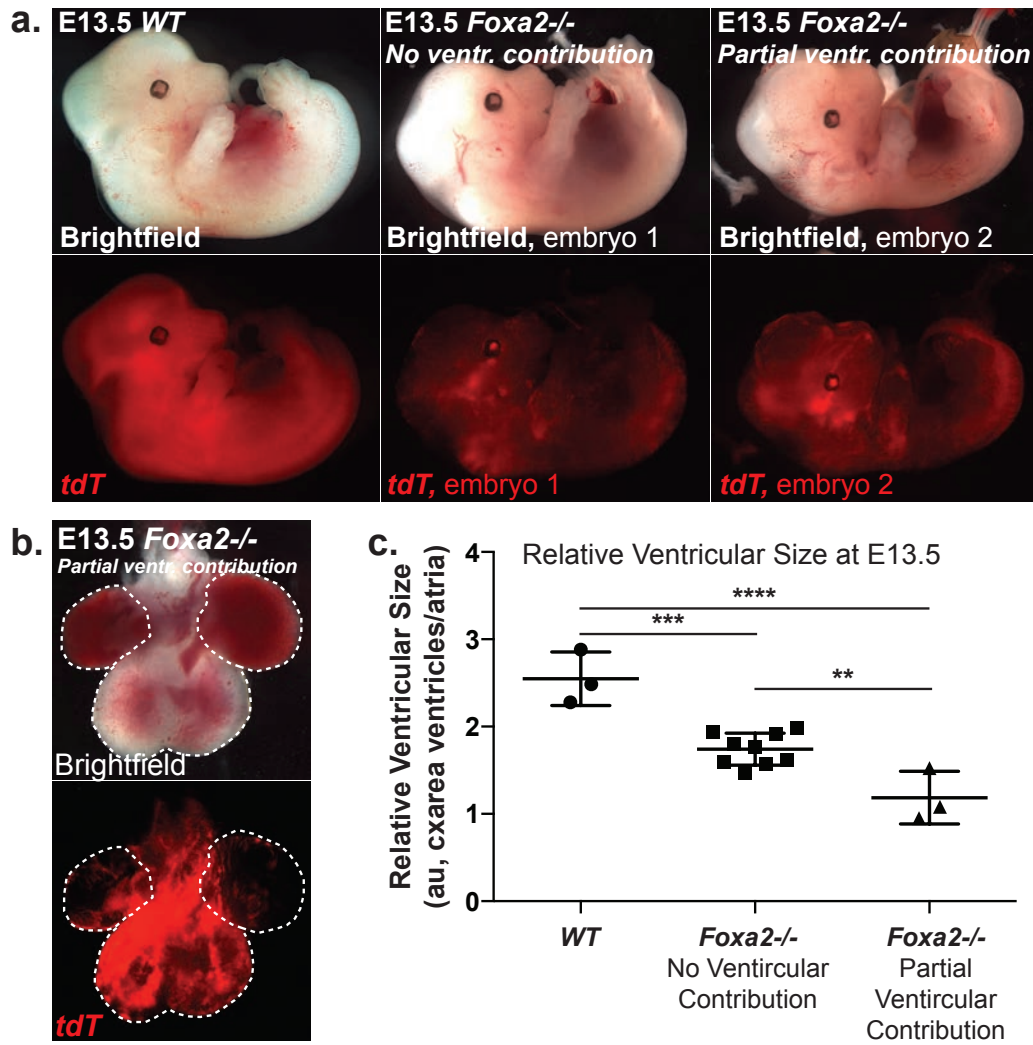 a.
E13.5 WT
E13.5 Foxa2-/-
No ventr. contribution
E13.5 Foxa2-/-
Partial ventr. contribution
Brightfield
Brightfield, embryo 1
Brightfield, embryo 2
tdT
tdT, embryo 1
tdT, embryo 2
b.
E13.5 Foxa2-/-
Partial ventr. contribution
Brightfield
tdT
c.
Relative Ventricular Size at E13.5
Relative Ventricular Size
(au, cxarea ventricles/atria)
4
3
2
1
0
****
***
**
WT
Foxa2-/-
No Ventircular
Contribution
Foxa2-/-
Partial
Ventircular
Contribution